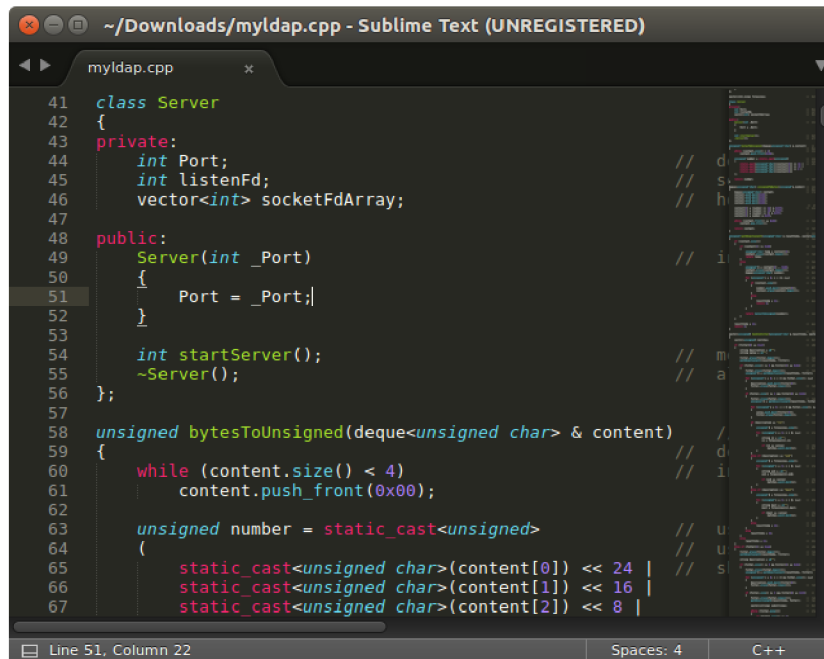 ~/Downloads/myldap.cpp - Sublime Text (UNREGISTERED)
myldap.cpp ×
41 class Server
42 {
43 private:
44     int Port; //
45     int listenFd; //
46     vector<int> socketFdArray; //
47
48 public:
49     Server(int _Port) //
50     {
51         Port = _Port;
52     }
53
54     int startServer(); //
55     ~Server(); // a
56 };
57
58 unsigned bytesToUnsigned(deque<unsigned char> & content) /
59 { //
60     while (content.size() < 4) //
61         content.push_front(0x00);
62
63     unsigned number = static_cast<unsigned> //
64     ( //
65         static_cast<unsigned char>(content[0]) << 24 | //
66         static_cast<unsigned char>(content[1]) << 16 |
67         static_cast<unsigned char>(content[2]) << 8 |
Line 51, Column 22 Spaces: 4 C++